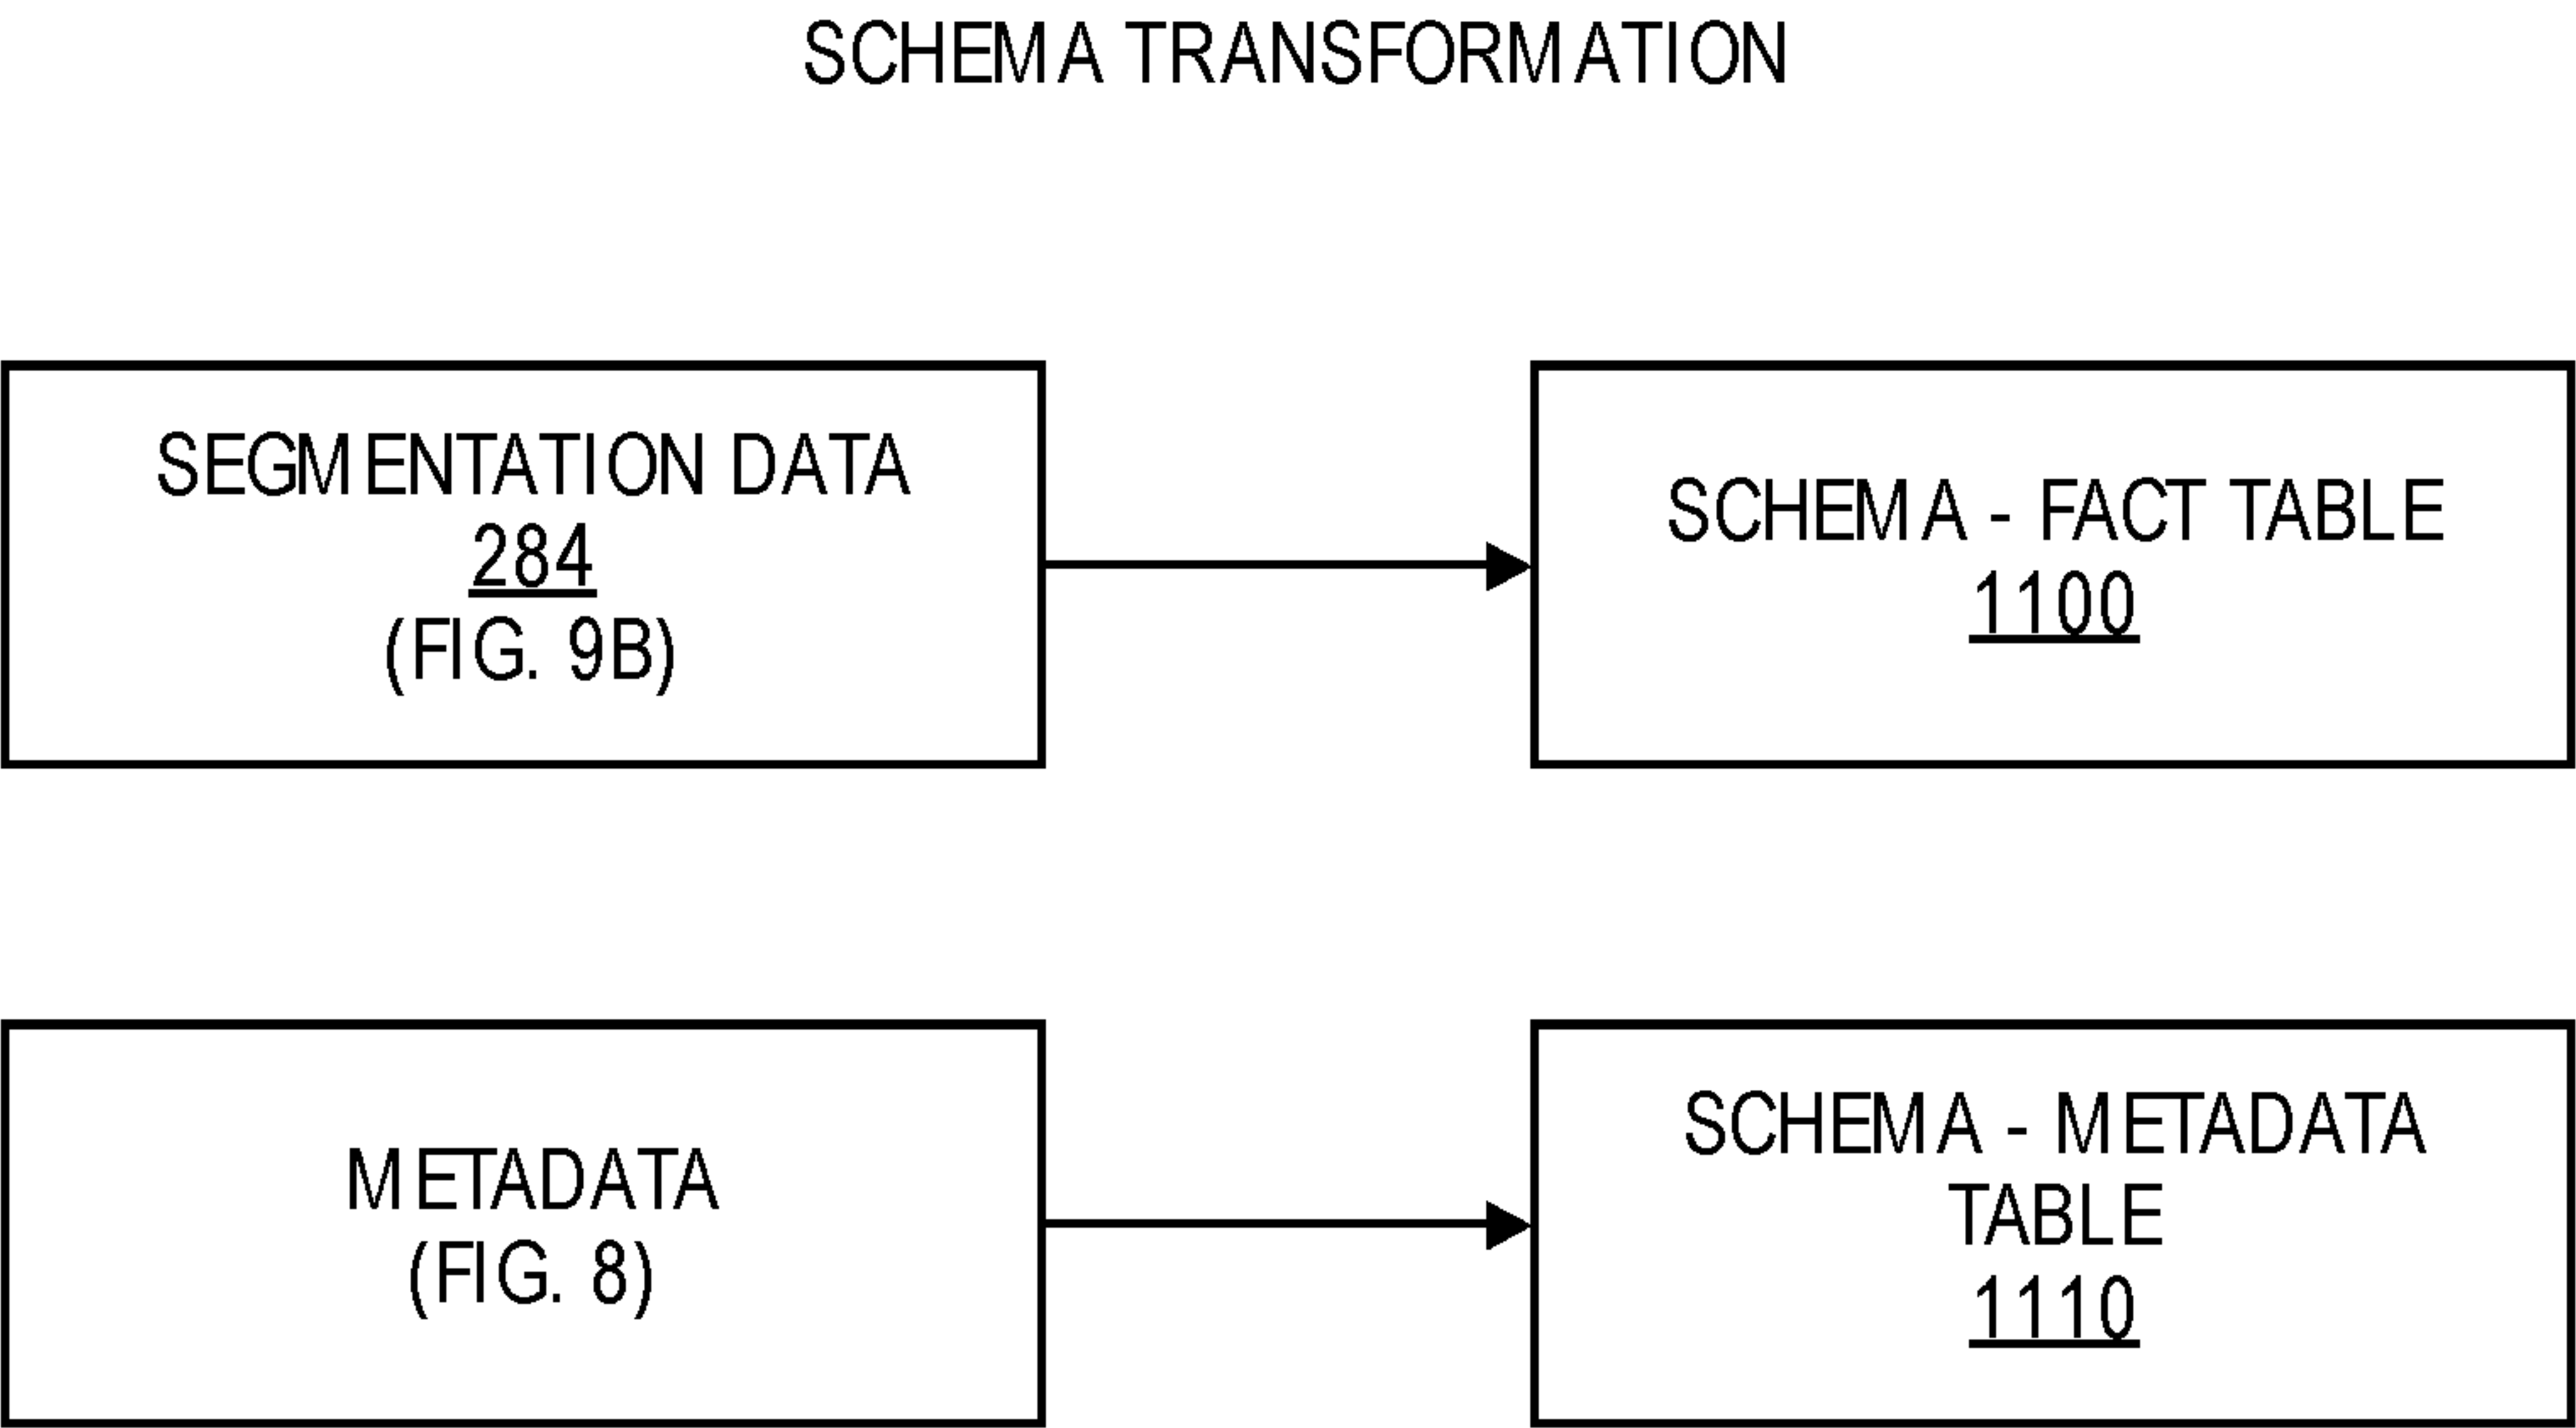 SCHEMA TRANSFORMATION
SEGMENTATION DATA
284
(FIG. 9B)
SCHEMA - FACT TABLE
1100
METADATA
(FIG. 8)
SCHEMA - METADATA
TABLE
1110